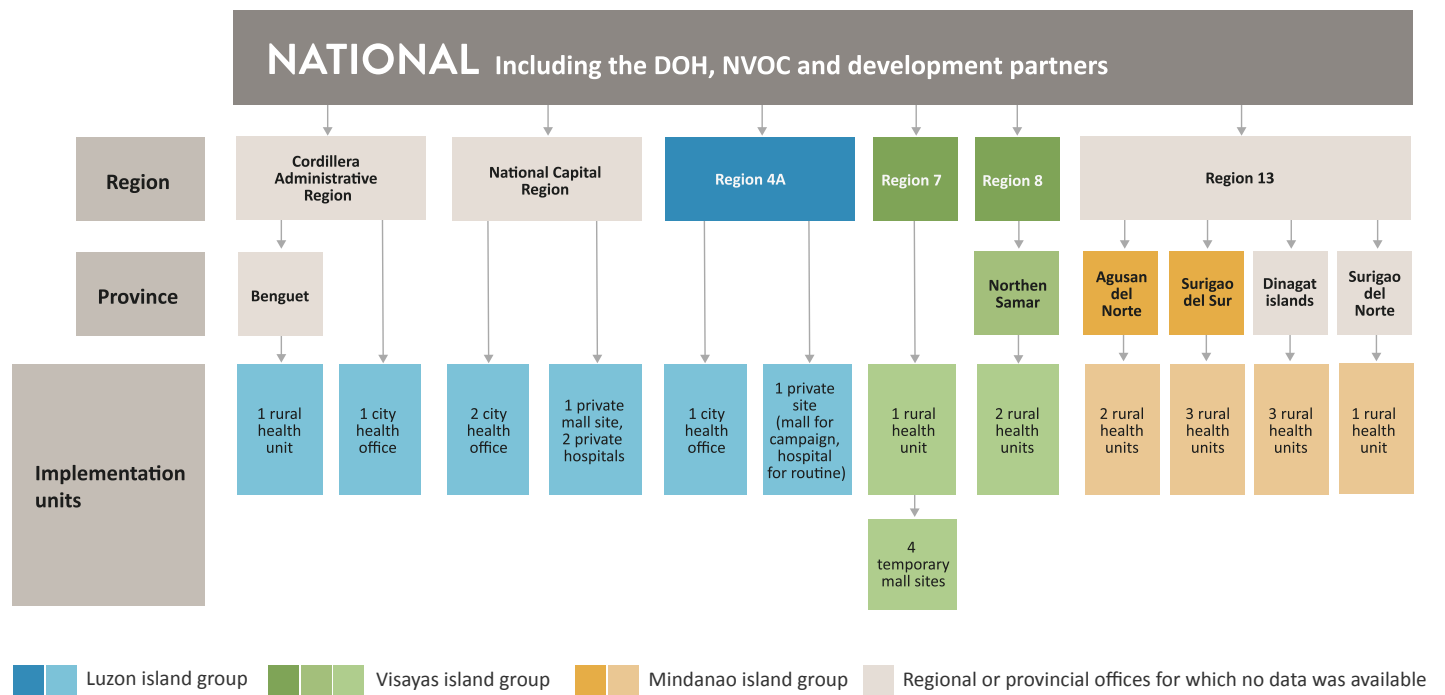 NATIONAL Including the DOH, NVOC and development partners
Region
Cordillera
Administrative
Region
National Capital
Region
Region 4A
Region 7
Region 8
Region 13
Province
Benguet
Northen
Samar
Agusan
del
Norte
Surigao
del Sur
Dinagat
islands
Surigao
del
Norte
Implementation
units
1 rural
health
unit
1 city
health
office
2 city
health
office
1 private
mall site,
2 private
hospitals
1 city
health
office
1 private
site
(mall for
campaign,
hospital
for routine)
1 rural
health
unit
2 rural
health
units
2 rural
health
units
3 rural
health
units
3 rural
health
units
1 rural
health
unit
4
temporary
mall sites
Luzon island group
Visayas island group
Mindanao island group
Regional or provincial offices for which no data was available